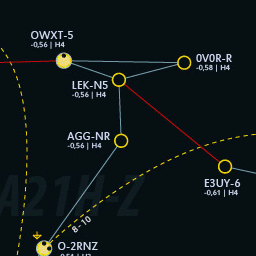 OWXT-5
-0,56 | H4
0V0R-R
-0,58 | H4
LEK-N5
-0,56 | H4
AGG-NR
-0,56 | H4
E3UY-6
-0,61 | H4
A21H-Z
8 - 10
O-2RNZ